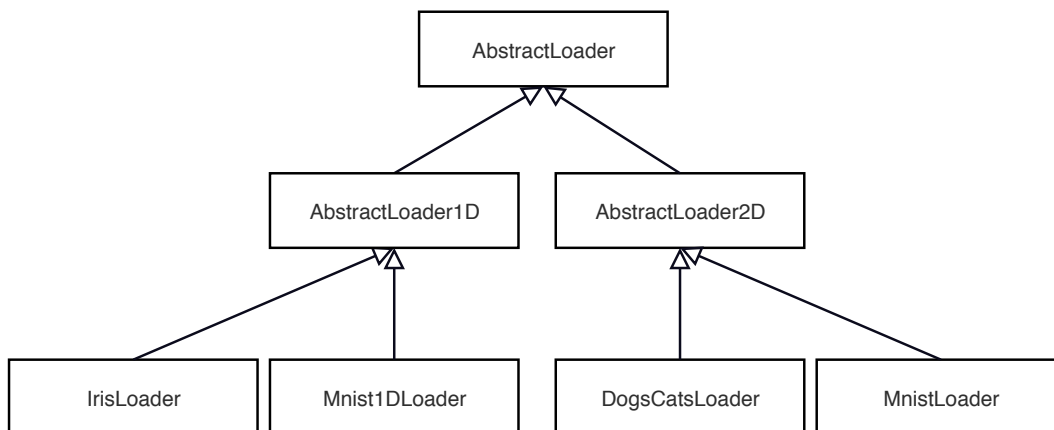 AbstractLoader
AbstractLoader1D
AbstractLoader2D
IrisLoader
Mnist1DLoader
DogsCatsLoader
MnistLoader